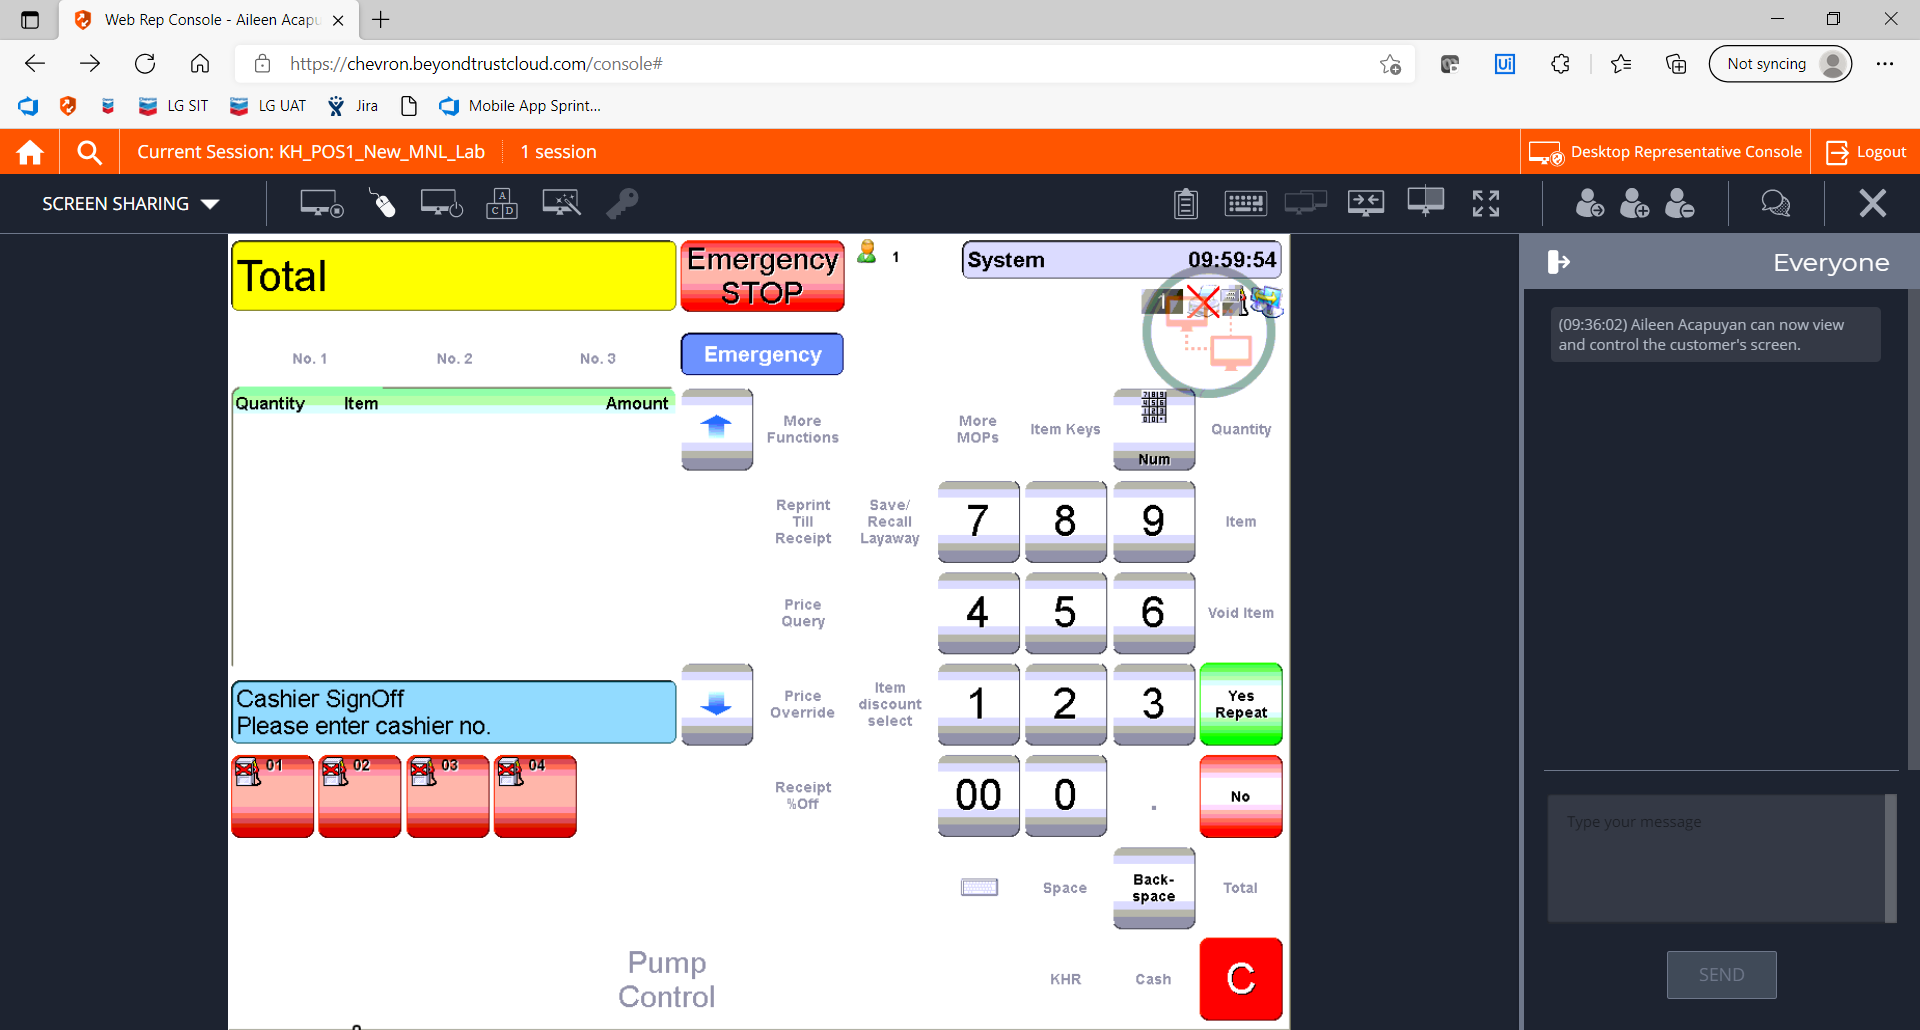 Web Rep Console - Aileen Acapu
https://chevron.beyondtrustcloud.com/console#
Not syncing
LG SIT
LG UAT
Jira
Mobile App Sprint...
Current Session: KH_POS1_New_MNL_Lab
1 session
Desktop Representative Console
Logout
SCREEN SHARING
Total
Emergency
STOP
1
System 09:59:54
1
No. 1
No. 2
No. 3
Emergency
Quantity Item Amount
More
Functions
More
MOPs
Item Keys
Num
Quantity
Reprint
Till
Receipt
Save/
Recall
Layaway
7
8
9
Item
Price
Query
4
5
6
Void Item
Cashier SignOff
Please enter cashier no.
Price
Override
Item
discount
select
1
2
3
Yes
Repeat
01
02
03
04
Receipt
%Off
00
0
.
No
Space
Back-
space
Total
Pump
Control
KHR
Cash
C
Everyone
(09:36:02) Aileen Acapuyan can now view
and control the customer's screen.
Type your message
SEND